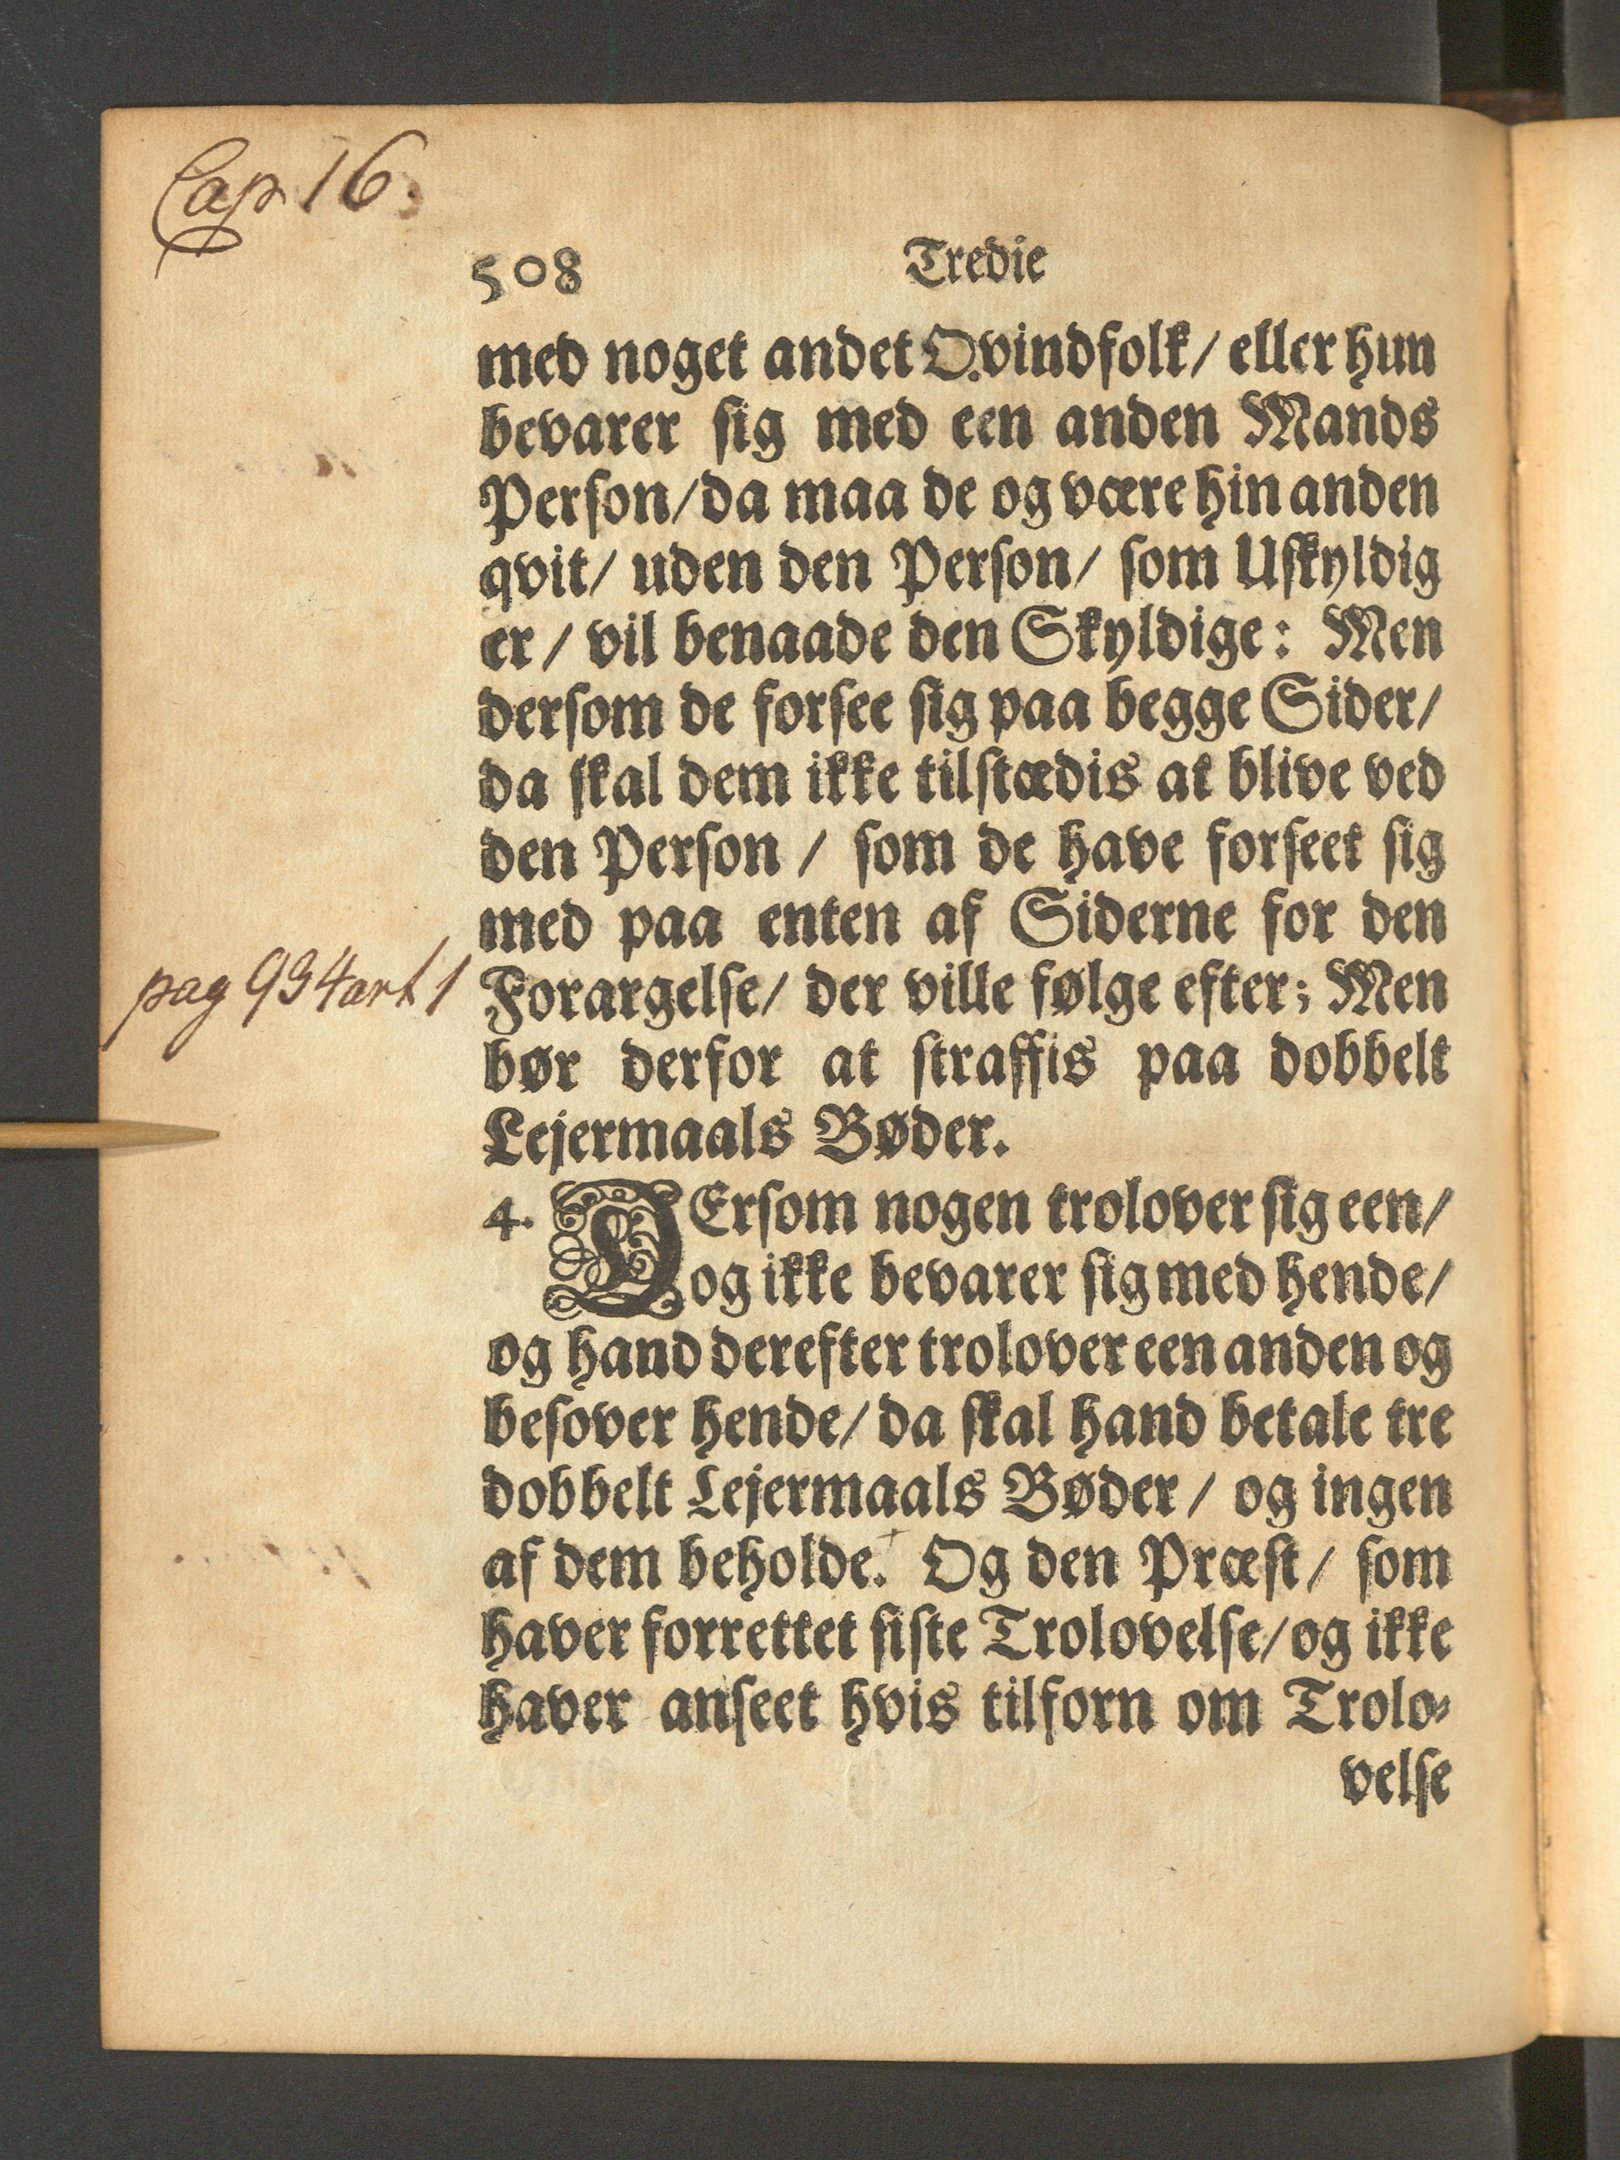 Cap 16.
508 Tredie
med noget andet Qvindfolk/ eller hun
bevarer sig med een anden Mands
Person/ da maa de og være hin anden
qvit/ uden den Person/ som Uskyldig
er/ vil benaade den Skyldige: Men
dersom de forsee sig paa begge Sider/
da skal dem ikke tilstædis at blive ved
den Person/ som de have forseet sig
med paa enten af Siderne for den
pag 934 art 1
Forargelse/ der ville følge efter; Men
bør derfor at straffis paa dobbelt
Lejermaals Bøder.
4. DErsom nogen trolover sig een/
og ikke bevarer sig med hende/
og hand derefter trolover een anden og
besover hende/ da skal hand betale tre
dobbelt Lejermaals Bøder/ og ingen
af dem beholde. Og den Præst/ som
haver forrettet siste Trolovelse/ og ikke
haver anseet hvis tilforn om Trolo-
velse